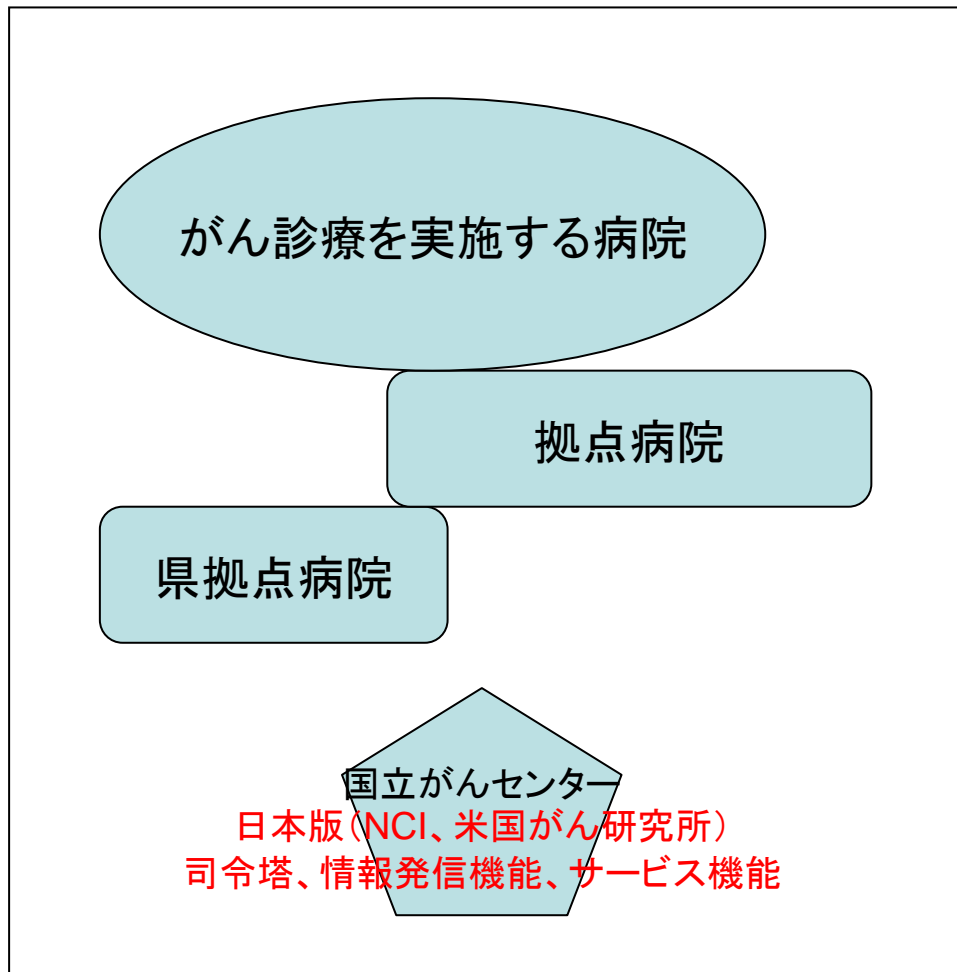 がん診療を実施する病院
拠点病院
県拠点病院
国立がんセンター
日本版（NCI、米国がん研究所）
司令塔、情報発信機能、サービス機能